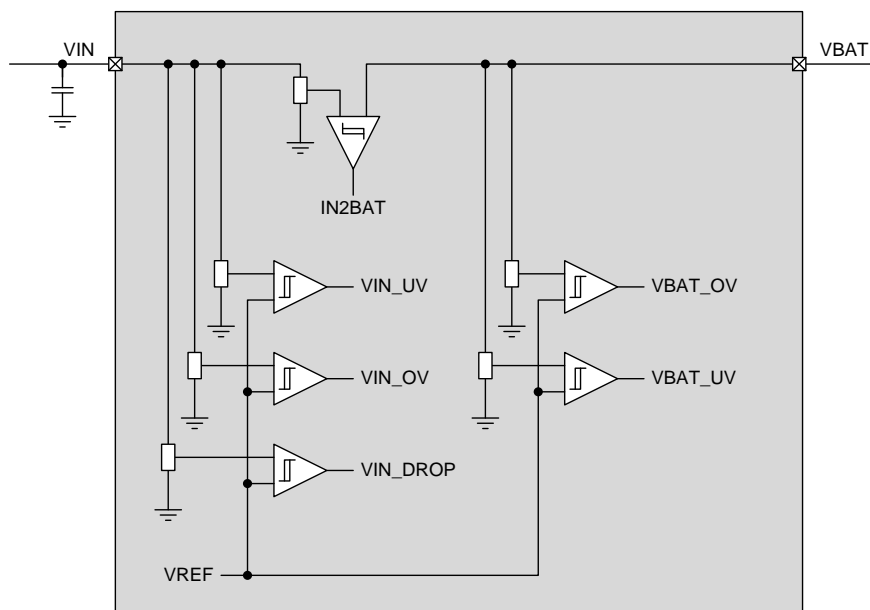 VIN
VBAT
IN2BAT
VIN_UV
VBAT_OV
VIN_OV
VBAT_UV
VIN_DROP
VREF